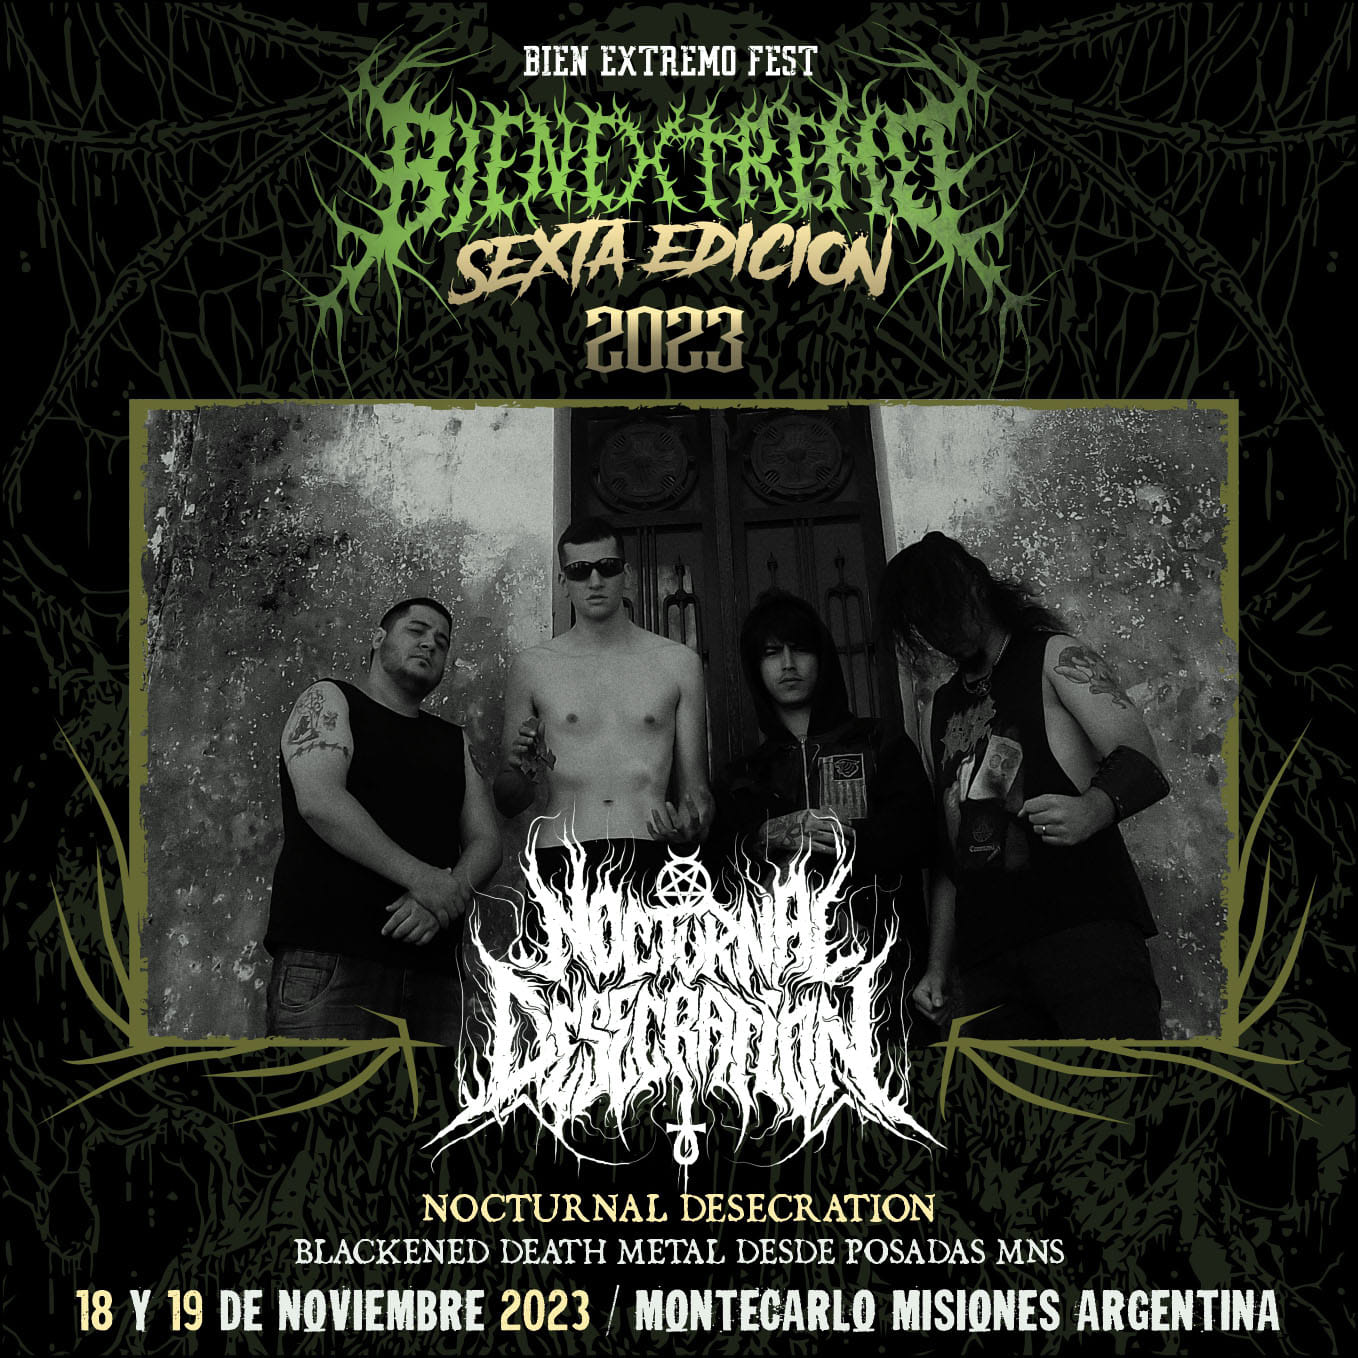 BIEN EXTREMO FEST
BIENEXTREMO
SEXTA EDICION
2023
NOCTURNAL
DESECRATION
NOCTURNAL DESECRATION
BLACKENED DEATH METAL DESDE POSADAS MNS
18 Y 19 DE NOVIEMBRE 2023 / MONTECARLO MISIONES ARGENTINA